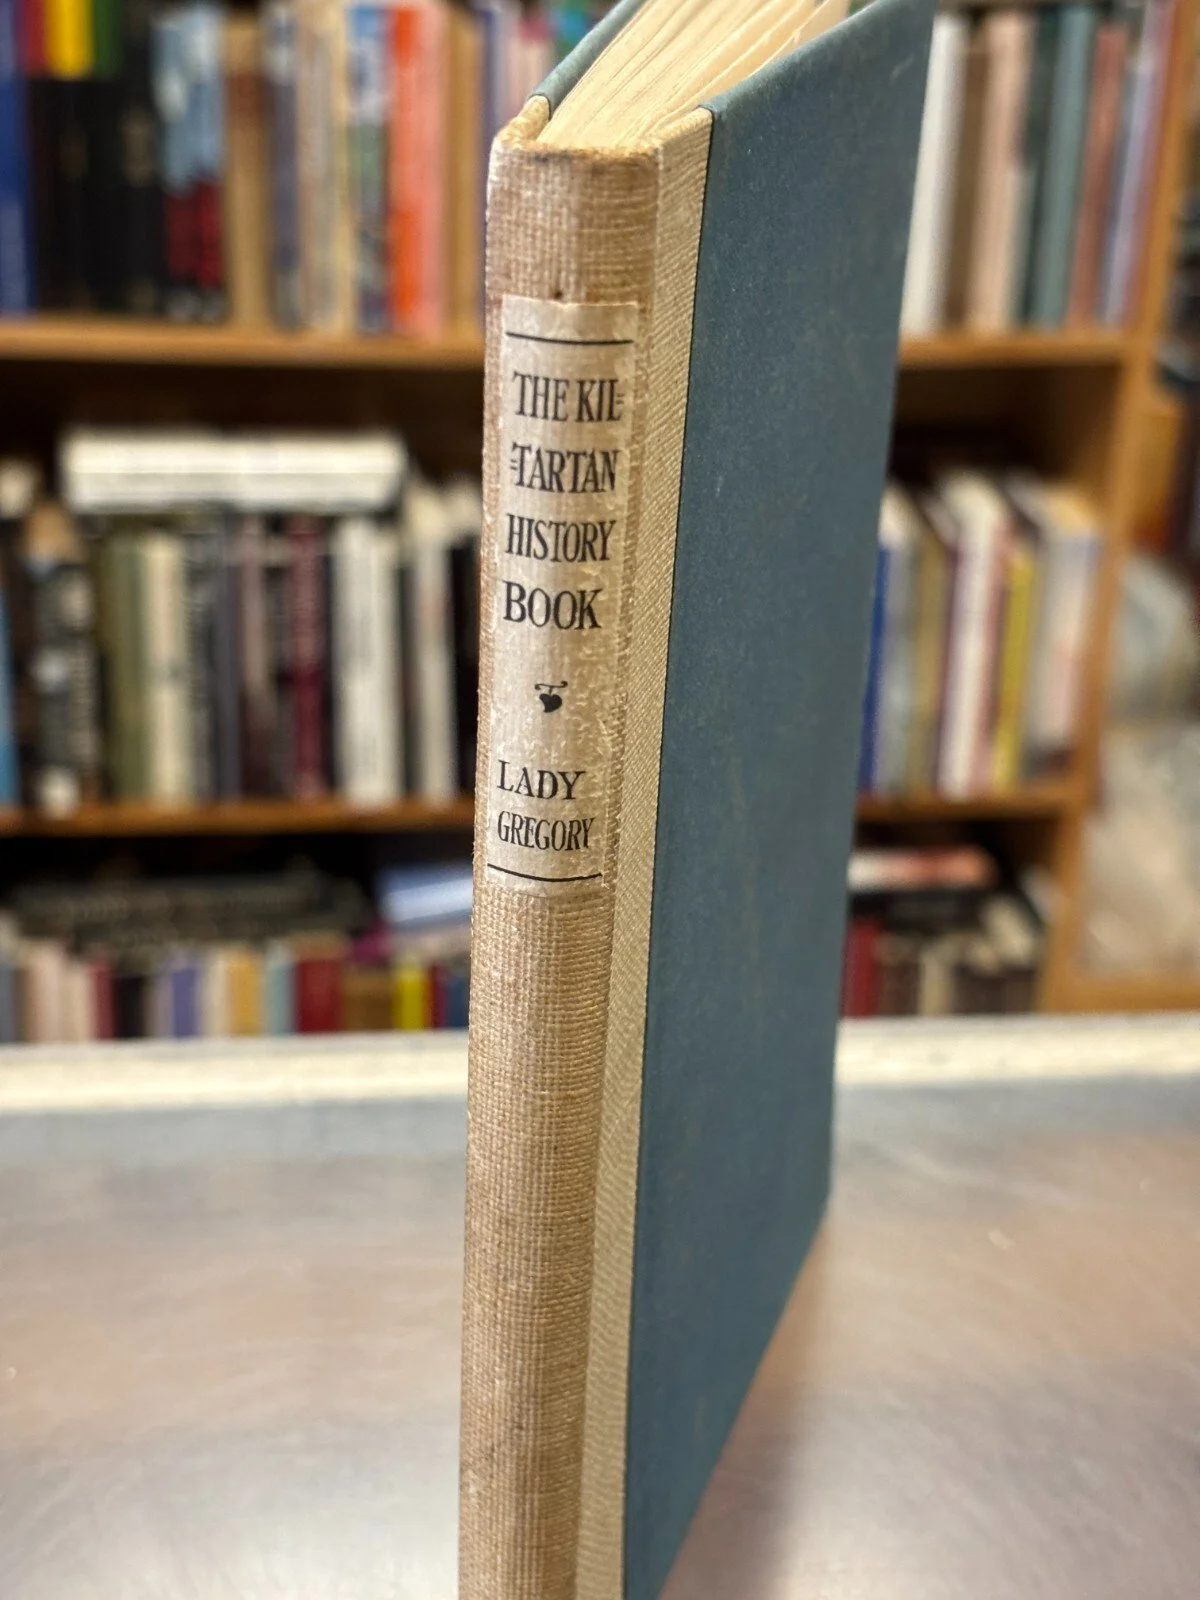 THE KIL=
=TARTAN
HISTORY
BOOK
LADY
GREGORY